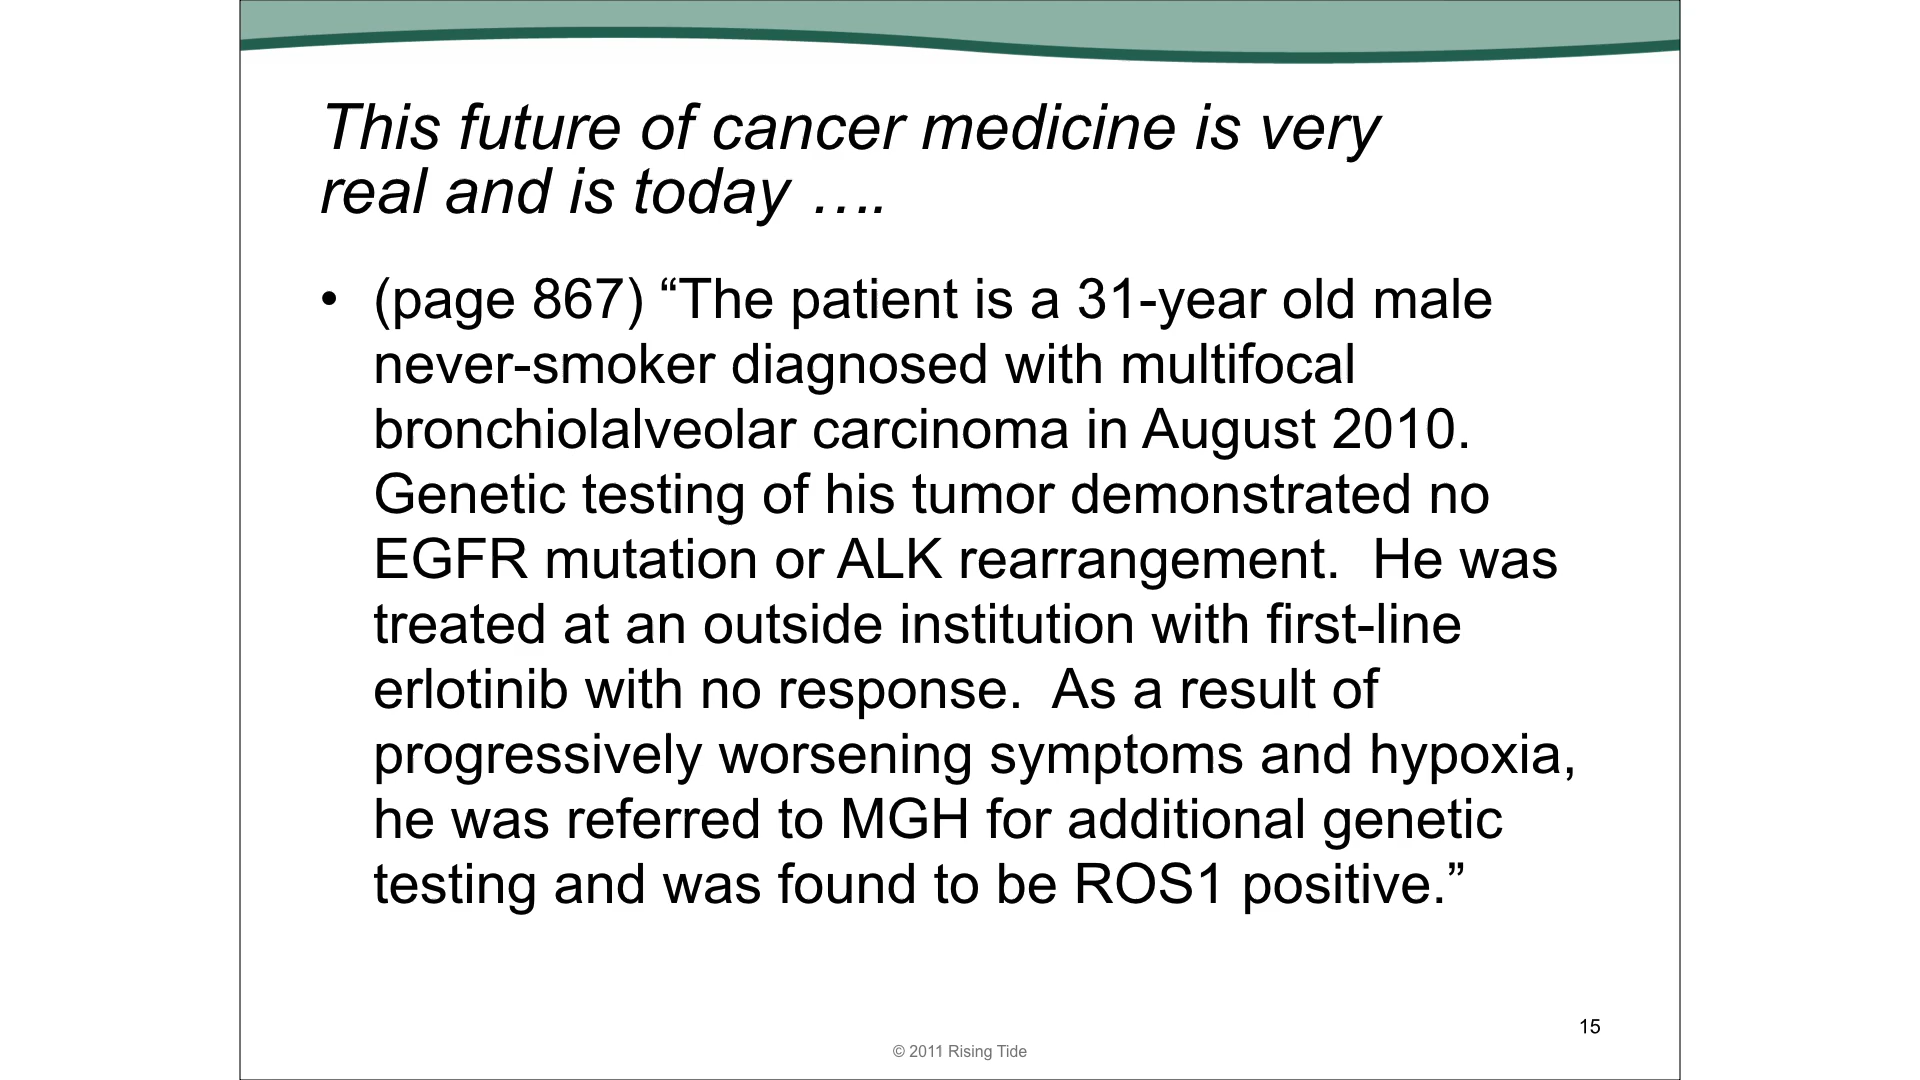 This future of cancer medicine is very
real and is today ….
• (page 867) “The patient is a 31-year old male
never-smoker diagnosed with multifocal
bronchiolalveolar carcinoma in August 2010.
Genetic testing of his tumor demonstrated no
EGFR mutation or ALK rearrangement.  He was
treated at an outside institution with first-line
erlotinib with no response.  As a result of
progressively worsening symptoms and hypoxia,
he was referred to MGH for additional genetic
testing and was found to be ROS1 positive.”
15
© 2011 Rising Tide